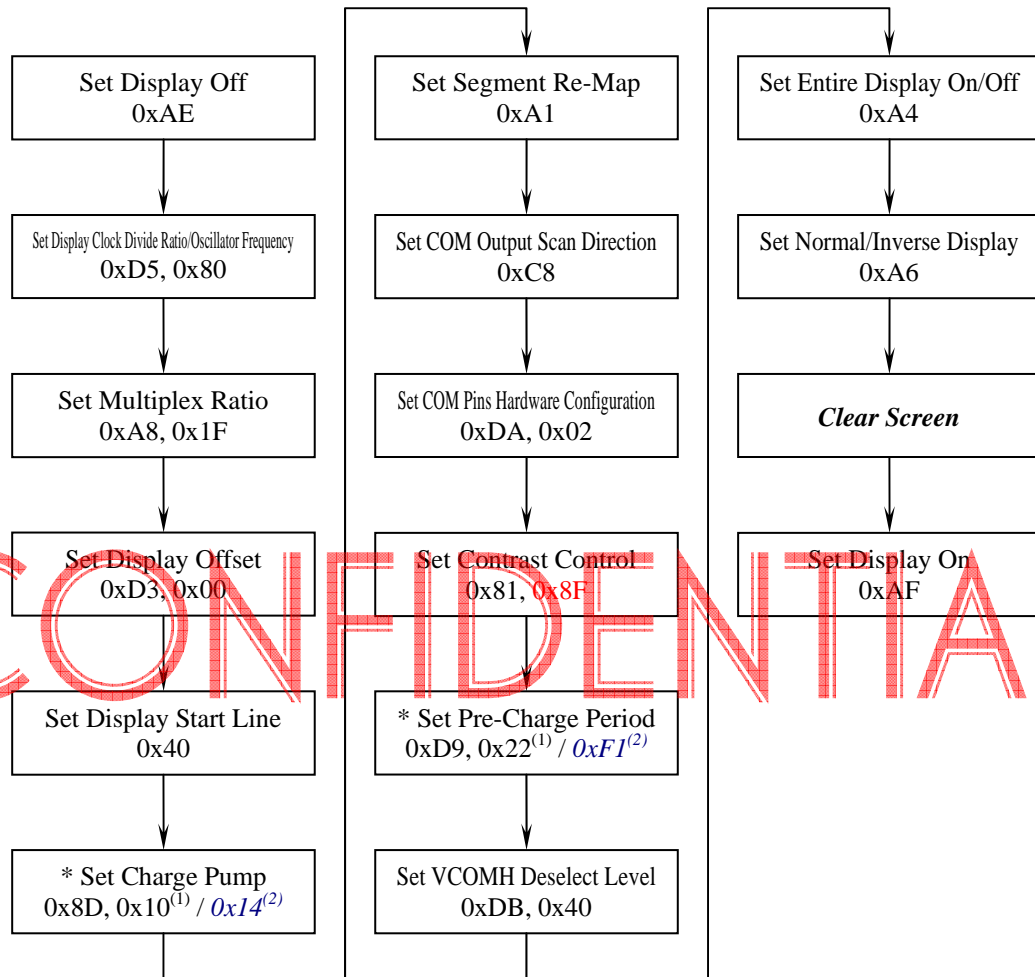 Set Display Off
0xAE
Set Display Clock Divide Ratio/Oscillator Frequency
0xD5, 0x80
Set Multiplex Ratio
0xA8, 0x1F
Set Display Offset
0xD3, 0x00
Set Display Start Line
0x40
* Set Charge Pump
0x8D, 0x10(1) / 0x14(2)
Set Segment Re-Map
0xA1
Set COM Output Scan Direction
0xC8
Set COM Pins Hardware Configuration
0xDA, 0x02
Set Contrast Control
0x81, 0x8F
* Set Pre-Charge Period
0xD9, 0x22(1) / 0xF1(2)
Set VCOMH Deselect Level
0xDB, 0x40
Set Entire Display On/Off
0xA4
Set Normal/Inverse Display
0xA6
Clear Screen
Set Display On
0xAF
CONFIDENTIA